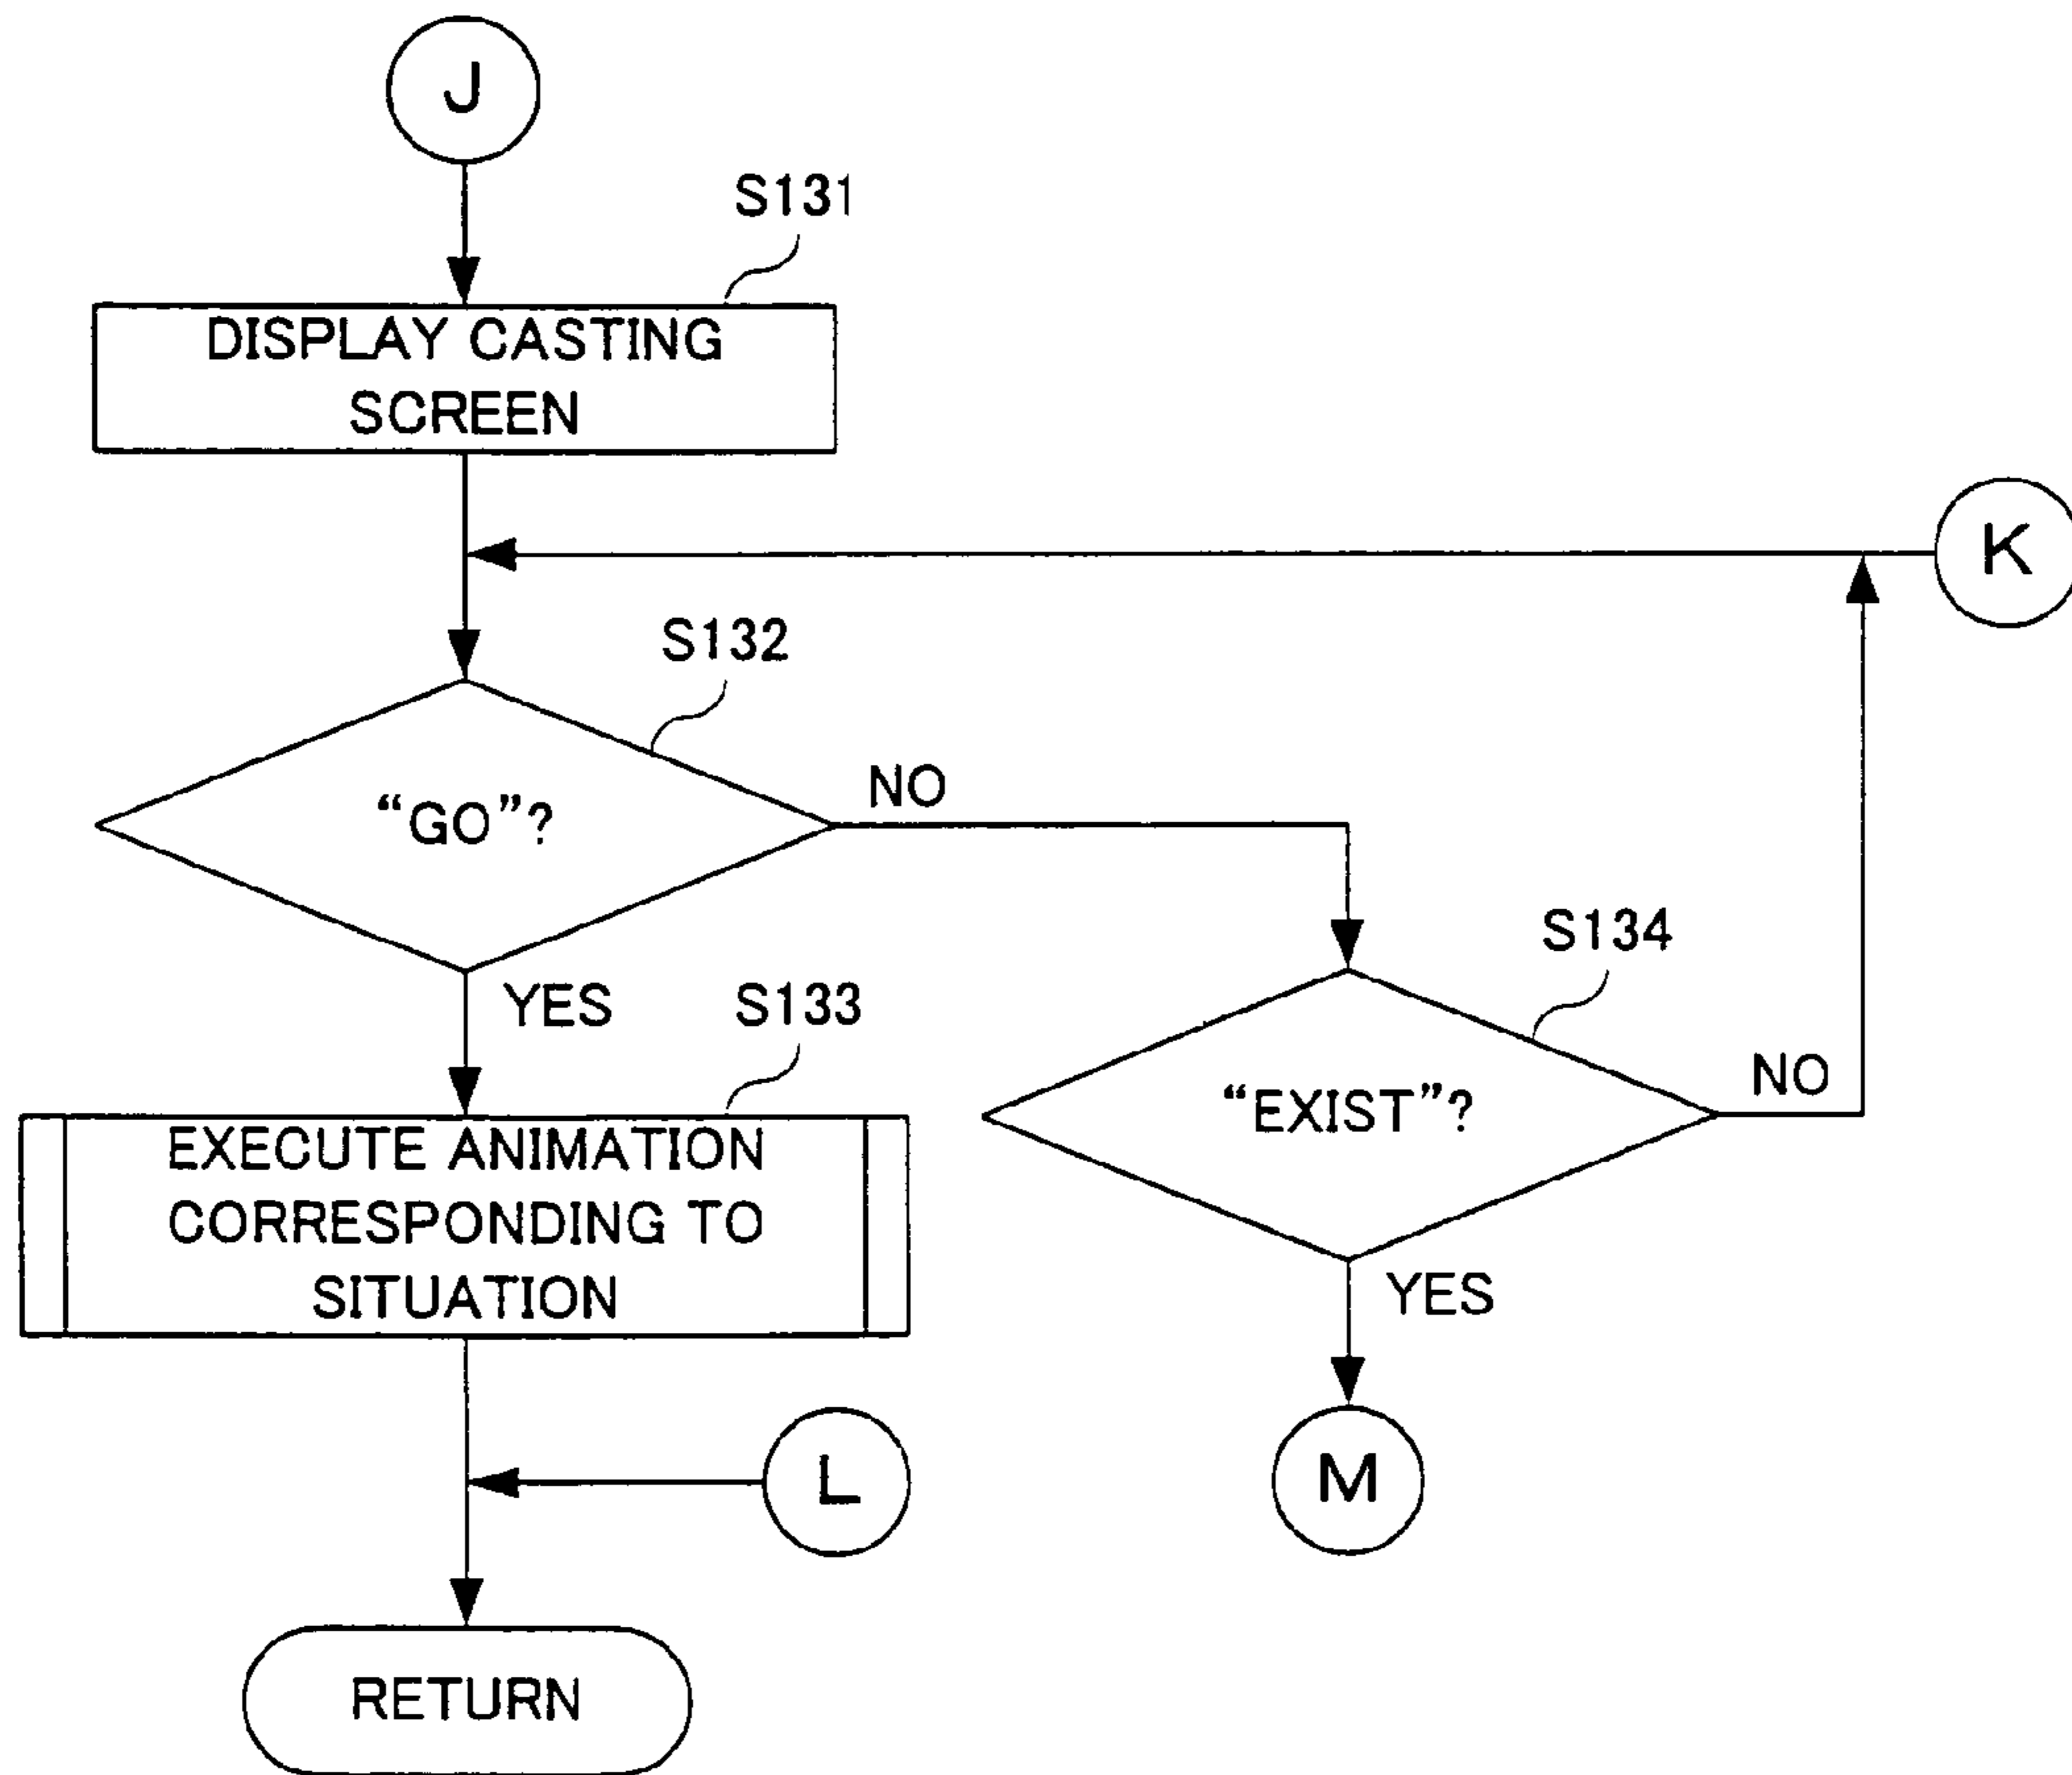 J
S131
DISPLAY CASTING
SCREEN
K
S132
“GO”?
NO
YES
S133
EXECUTE ANIMATION
CORRESPONDING TO
SITUATION
S134
“EXIST”?
NO
YES
L
M
RETURN